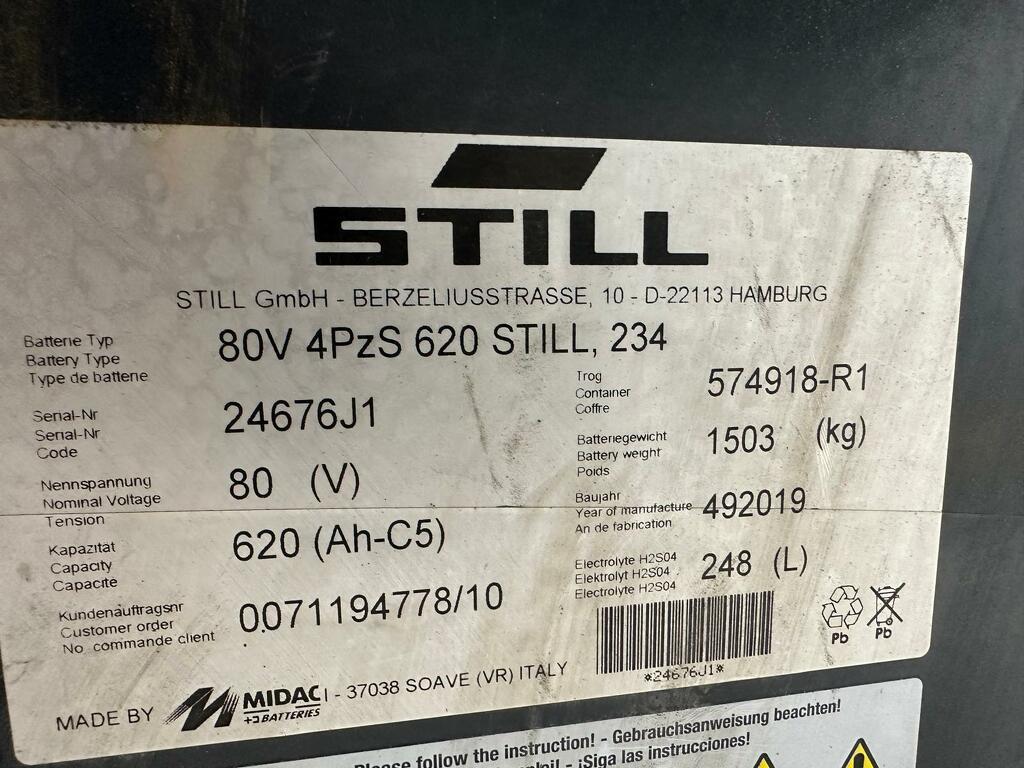 STILL
STILL GmbH - BERZELIUSSTRASSE, 10 - D-22113 HAMBURG
Batterie Typ
Battery Type
Type de batterie
80V 4PzS 620 STILL, 234
Serial-Nr
Serial-Nr
Code
24676J1
Trog
Container
Coffre
574918-R1
Nennspannung
Nominal Voltage
Tension
80 (V)
Batteriegewicht
Battery weight
Poids
1503 (kg)
Kapazität
Capacity
Capacité
620 (Ah-C5)
Baujahr
Year of manufacture
An de fabrication
492019
Kundenauftragsnr
Customer order
No commande client
0071194778/10
Electrolyte H2S04
Elektrolyt H2S04
Electrolyte H2S04
248 (L)
*24676J1*
Pb
Pb
MADE BY MIDAC BATTERIES - 37038 SOAVE (VR) ITALY
follow the instruction! - Gebrauchsanweisung beachten!
- ¡Siga las instrucciones!